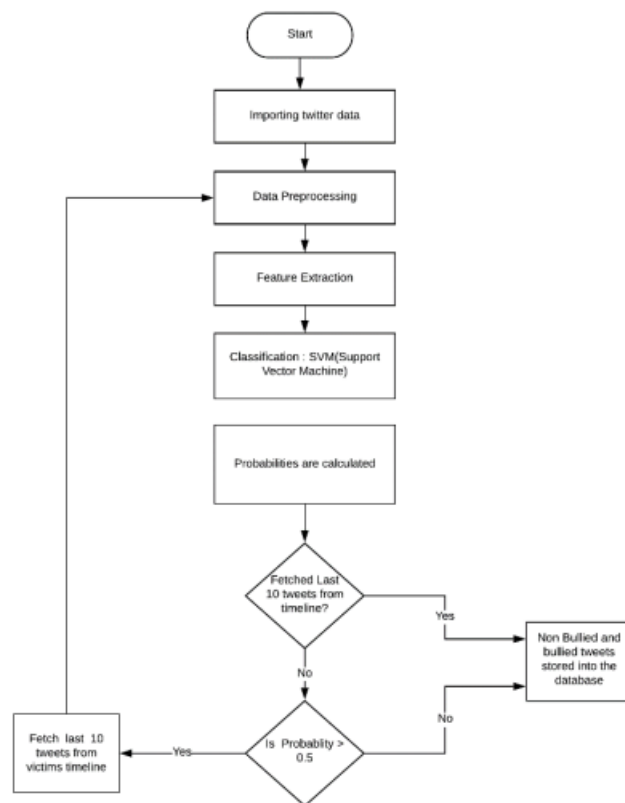 Start
Importing twitter data
Data Preprocessing
Feature Extraction
Classification : SVM(Support
Vector Machine)
Probabilities are calculated
Fetched Last
10 tweets from
timeline?
Yes
Non Bullied and
bullied tweets
stored into the
database
No
Is Probablity >
0.5
No
Yes
Fetch last 10
tweets from
victims timeline